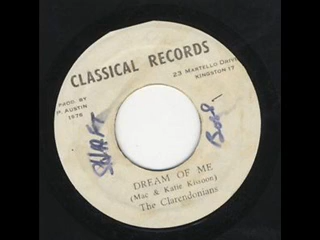 CLASSICAL RECORDS
23 MARTELLO DRIVE
KINGSTON 17
PROD. BY
P. AUSTIN
1976
DREAM OF ME
(Mac & Katie Kissoon)
The Clarendonians